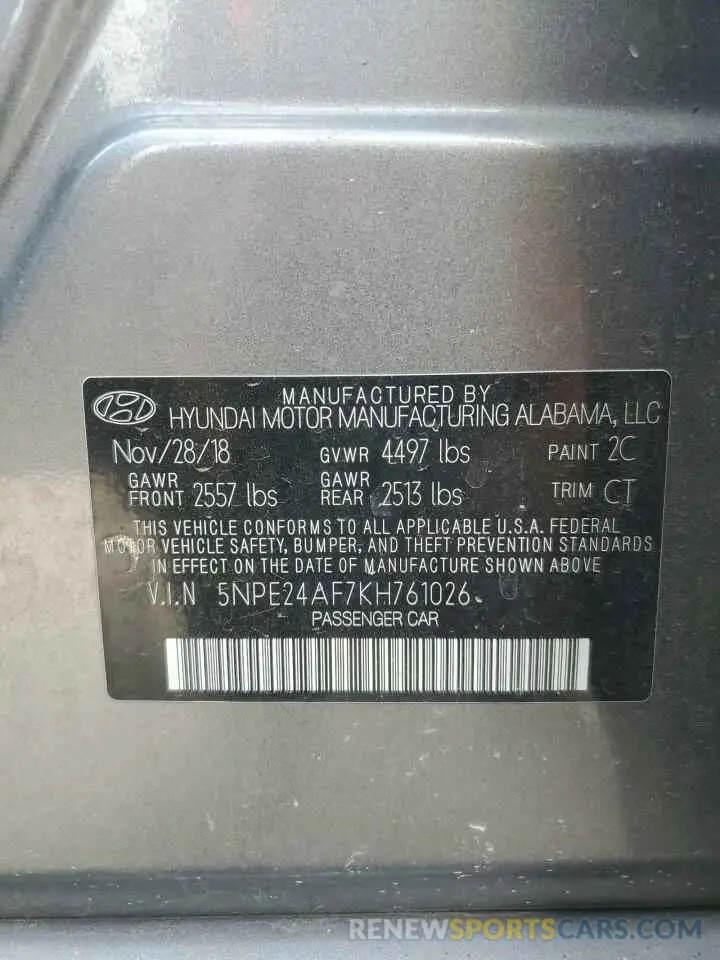 MANUFACTURED BY
HYUNDAI MOTOR MANUFACTURING ALABAMA, LLC
Nov/28/18 GVWR 4497 lbs PAINT 2C
GAWR FRONT 2557 lbs GAWR REAR 2513 lbs TRIM CT
THIS VEHICLE CONFORMS TO ALL APPLICABLE U.S.A. FEDERAL
MOTOR VEHICLE SAFETY, BUMPER, AND THEFT PREVENTION STANDARDS
IN EFFECT ON THE DATE OF MANUFACTURE SHOWN ABOVE
V.I.N 5NPE24AF7KH761026
PASSENGER CAR
RENEWSPORTSCARS.COM